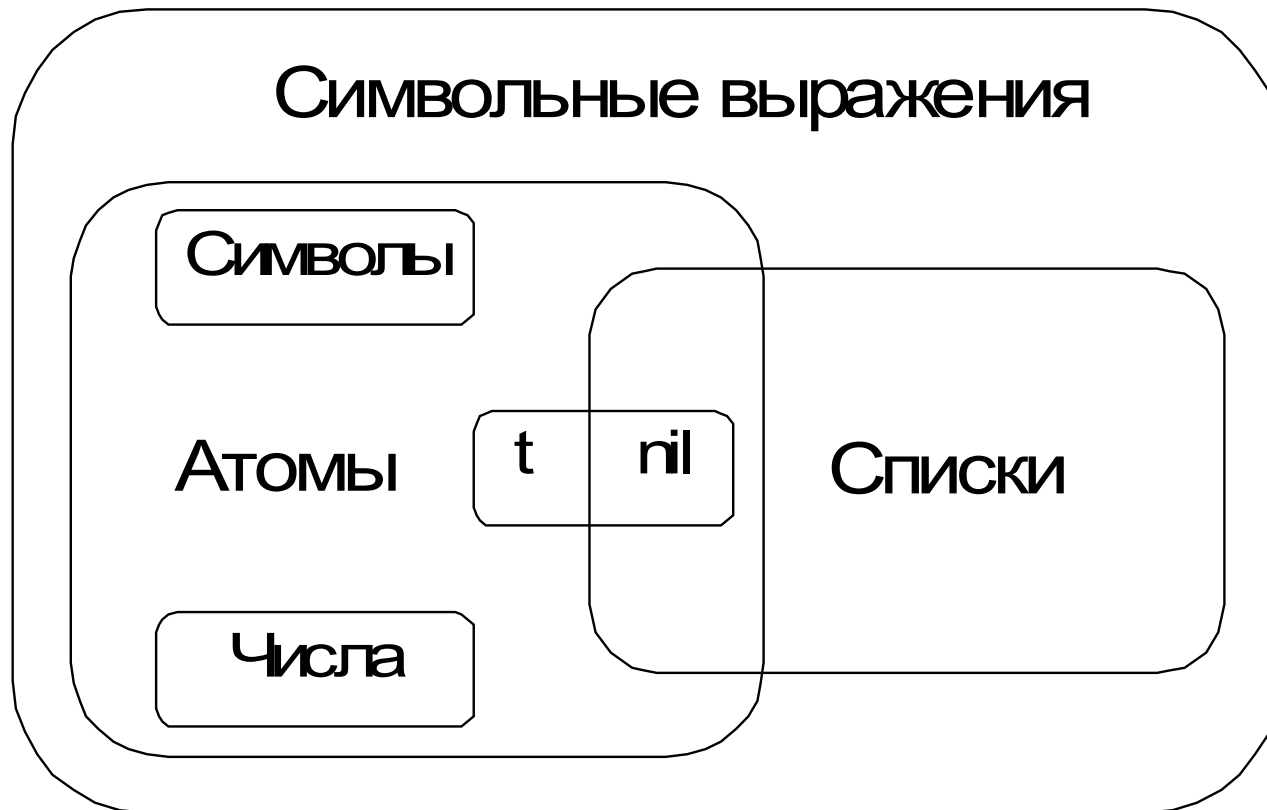 Символьные выражения
Символы
Атомы
t nil
Списки
Числа